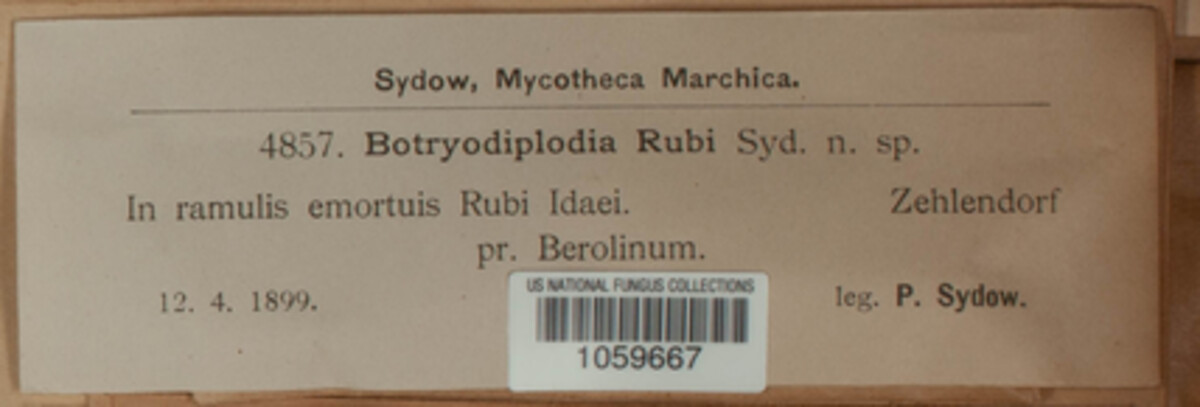 Sydow, Mycotheca Marchica.
4857. Botryodiplodia Rubi Syd. n. sp.
In ramulis emortuis Rubi Idaei. Zehlendorf
pr. Berolinum.
12. 4. 1899. leg. P. Sydow.
US NATIONAL FUNGUS COLLECTIONS
1059667